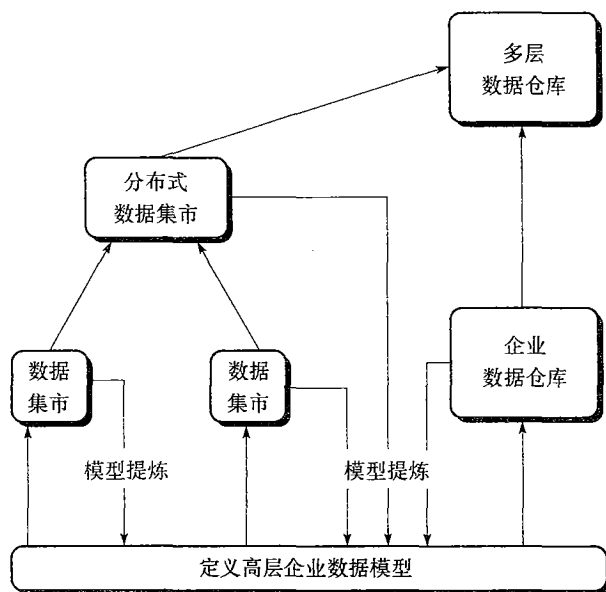 多层
数据仓库
分布式
数据集市
企业
数据仓库
数据
集市
数据
集市
模型提炼
模型提炼
定义高层企业数据模型